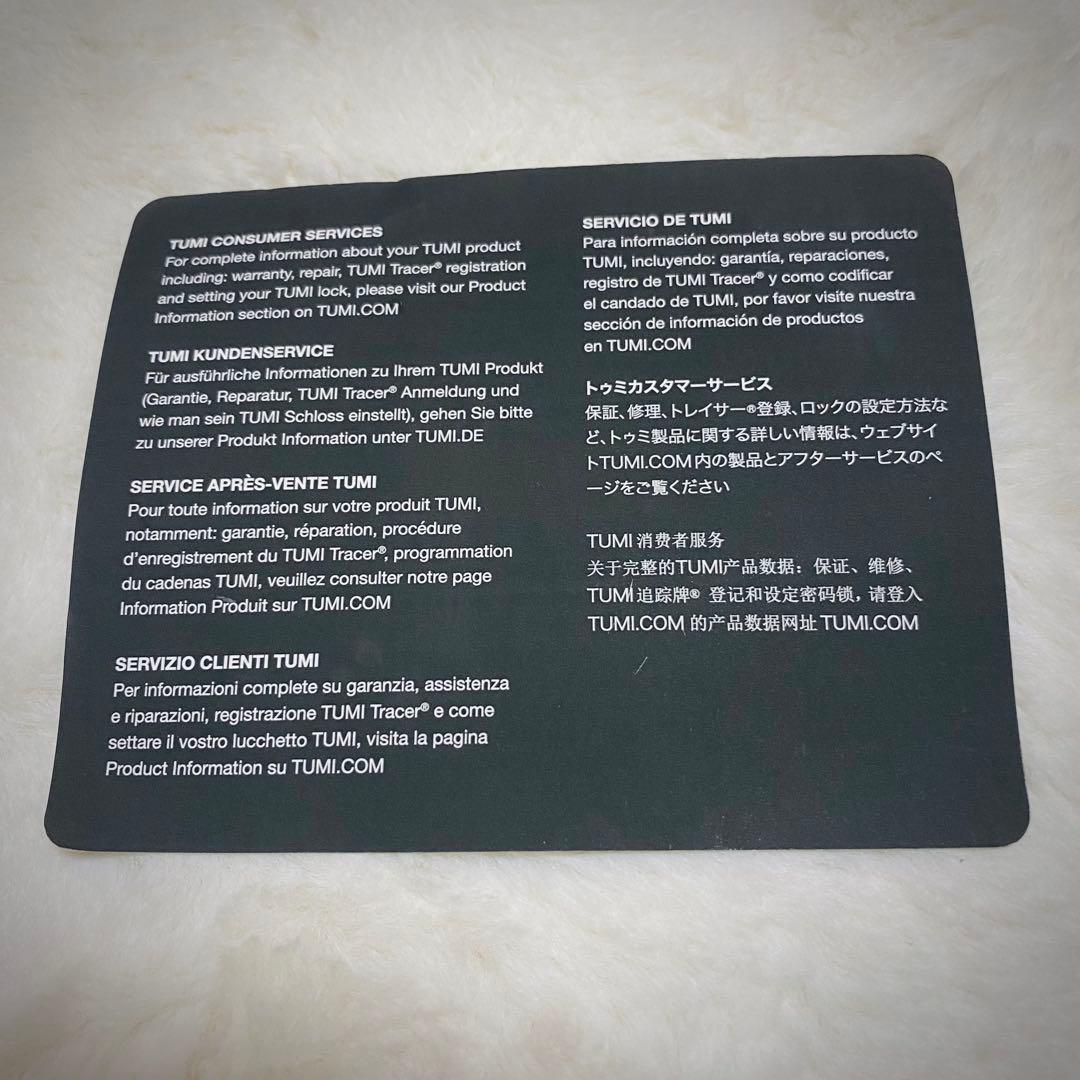 TUMI CONSUMER SERVICES
For complete information about your TUMI product
including: warranty, repair, TUMI Tracer® registration
and setting your TUMI lock, please visit our Product
Information section on TUMI.COM
TUMI KUNDENSERVICE
Für ausführliche Informationen zu Ihrem TUMI Produkt
(Garantie, Reparatur, TUMI Tracer® Anmeldung und
wie man sein TUMI Schloss einstellt), gehen Sie bitte
zu unserer Produkt Information unter TUMI.DE
SERVICE APRÈS-VENTE TUMI
Pour toute information sur votre produit TUMI,
notamment: garantie, réparation, procédure
d'enregistrement du TUMI Tracer®, programmation
du cadenas TUMI, veuillez consulter notre page
Information Produit sur TUMI.COM
SERVIZIO CLIENTI TUMI
Per informazioni complete su garanzia, assistenza
e riparazioni, registrazione TUMI Tracer® e come
settare il vostro lucchetto TUMI, visita la pagina
Product Information su TUMI.COM
SERVICIO DE TUMI
Para información completa sobre su producto
TUMI, incluyendo: garantía, reparaciones,
registro de TUMI Tracer® y como codificar
el candado de TUMI, por favor visite nuestra
sección de información de productos
en TUMI.COM
トゥミカスタマーサービス
保証、修理、トレイサー®登録、ロックの設定方法な
ど、トゥミ製品に関する詳しい情報は、ウェブサイ
トTUMI.COM内の製品とアフターサービスのペ
ージをご覧ください
TUMI 消费者服务
关于完整的TUMI产品数据：保证、维修、
TUMI追踪牌® 登记和设定密码锁，请登入
TUMI.COM 的产品数据网址 TUMI.COM